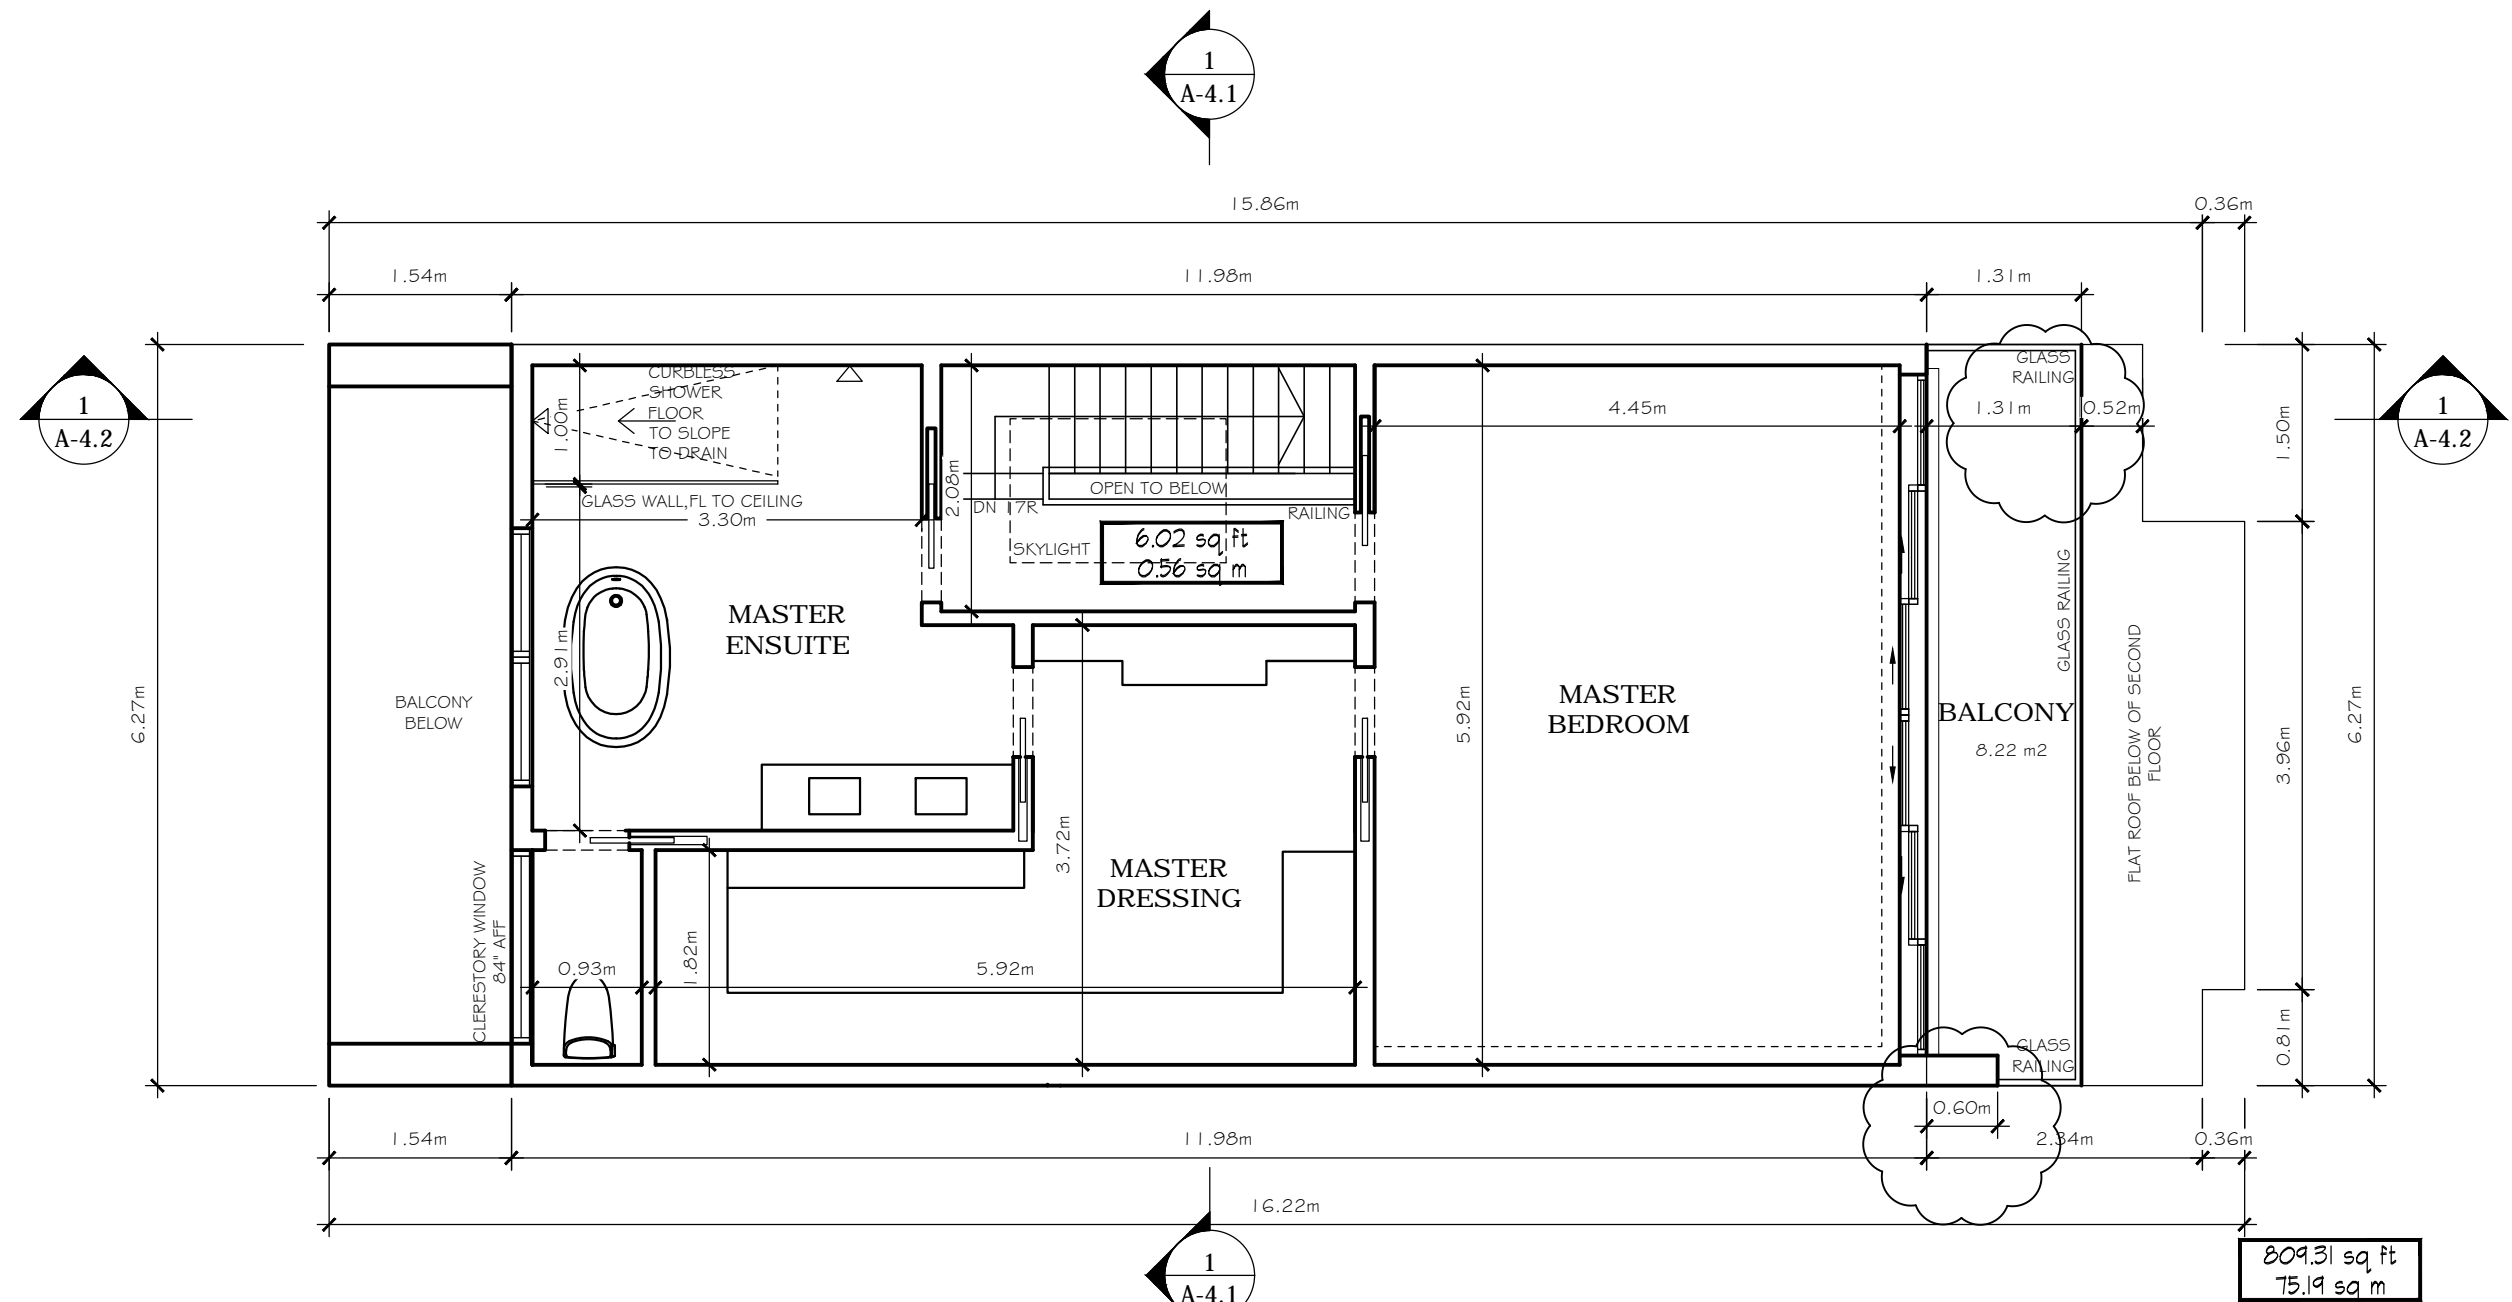 1
A-4.1
15.86m
0.36m
1.54m
11.98m
1.31m
1
A-4.2
CURBLESS
SHOWER
FLOOR
TO SLOPE
TO DRAIN
1.00m
GLASS WALL,FL TO CEILING
3.30m
2.08m
OPEN TO BELOW
DN 17R
RAILING
SKYLIGHT
6.02 sq ft
0.56 sq m
4.45m
GLASS
RAILING
1.31m
0.52m
1.50m
1
A-4.2
MASTER
ENSUITE
2.91m
BALCONY
BELOW
6.27m
CLERESTORY WINDOW
84" AFF
0.93m
1.82m
5.92m
3.72m
MASTER
DRESSING
5.92m
MASTER
BEDROOM
BALCONY
8.22 m2
GLASS RAILING
FLAT ROOF BELOW OF SECOND
FLOOR
3.96m
6.27m
0.81m
GLASS
RAILING
0.60m
1.54m
11.98m
2.34m
0.36m
16.22m
1
A-4.1
809.31 sq ft
75.19 sq m